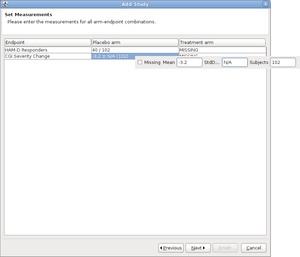 Add Study
Set Measurements
Please enter the measurements for all arm-endpoint combinations.
Endpoint Placebo arm Treatment arm
HAM-D Responders 40 / 102 MISSING
CGI Severity Change -3.2 ± N/A (102) MISSING
Missing Mean -3.2 StdD... N/A Subjects 102
Previous Next Finish Cancel